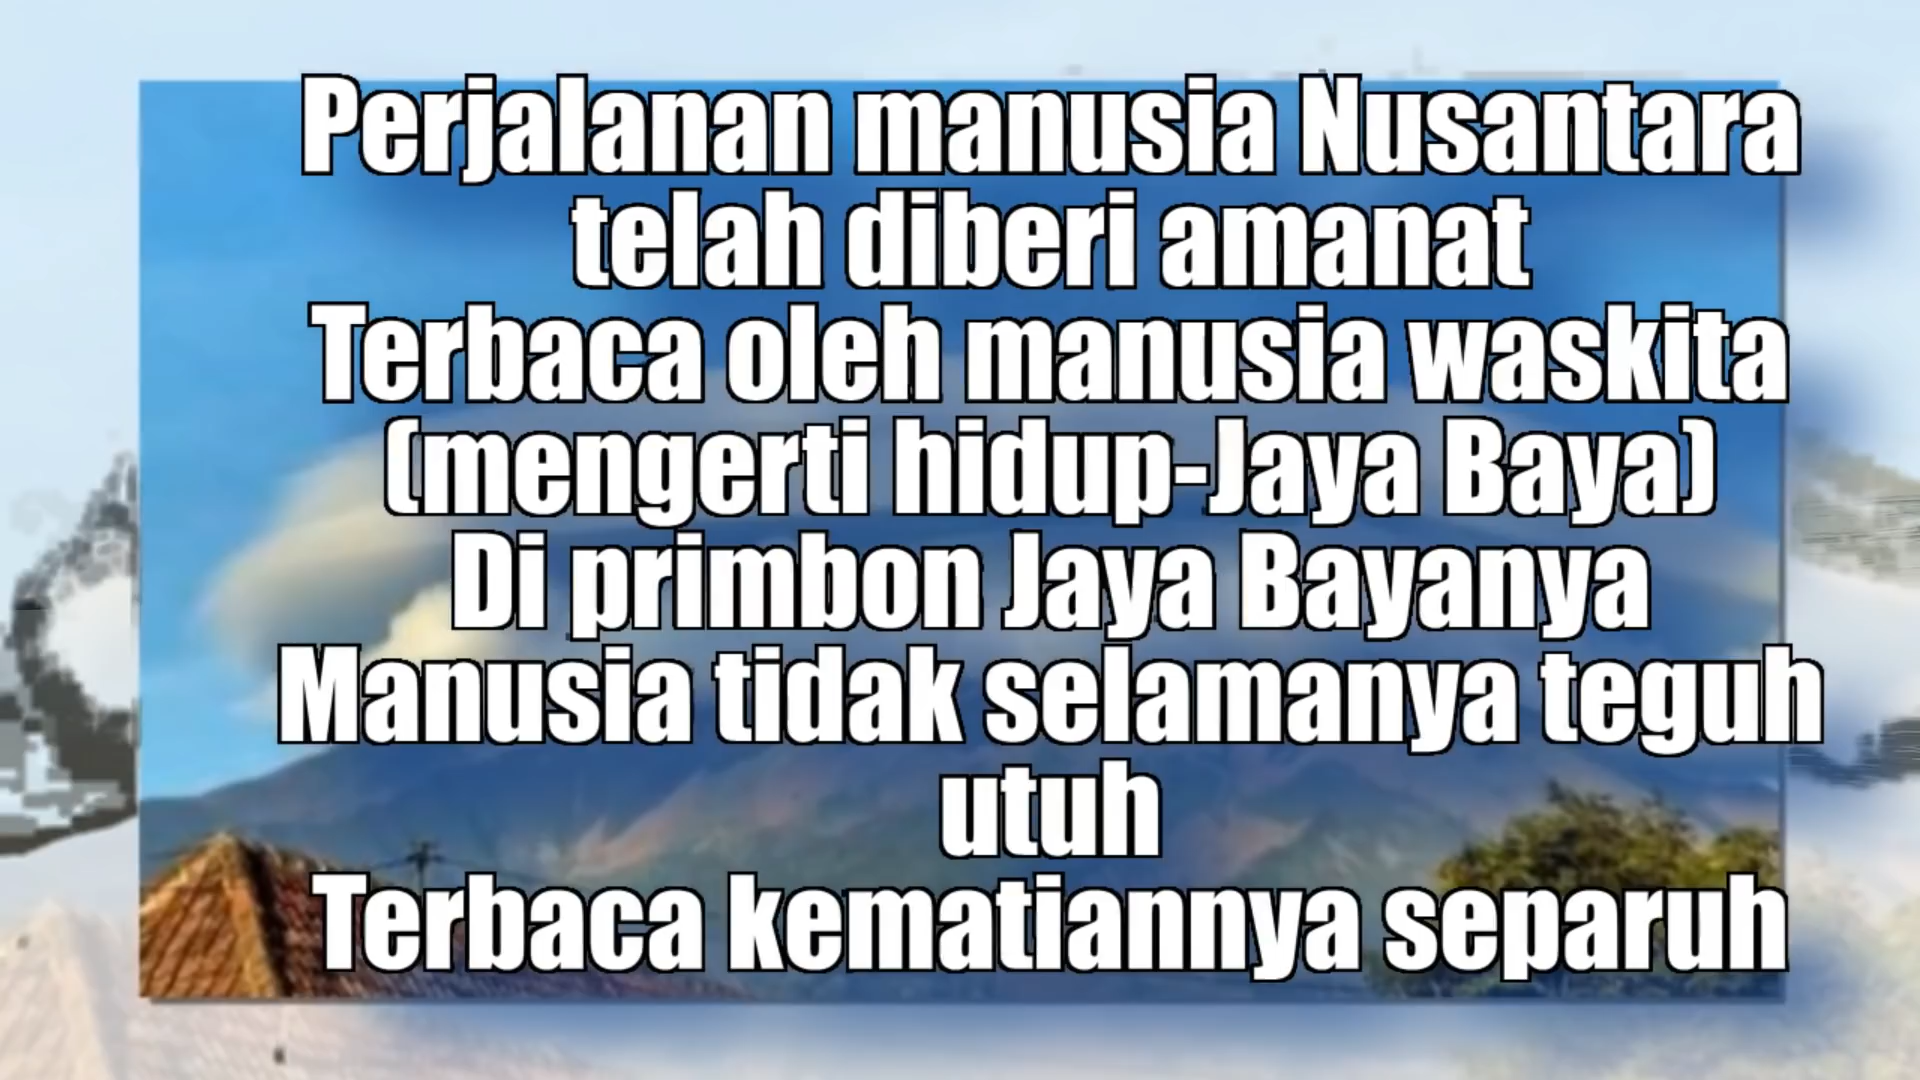 Perjalanan manusia Nusantara
telah diberi amanat
Terbaca oleh manusia waskita
(mengerti hidup-Jaya Baya)
Di primbon Jaya Bayanya
Manusia tidak selamanya teguh
utuh
Terbaca kematiannya separuh